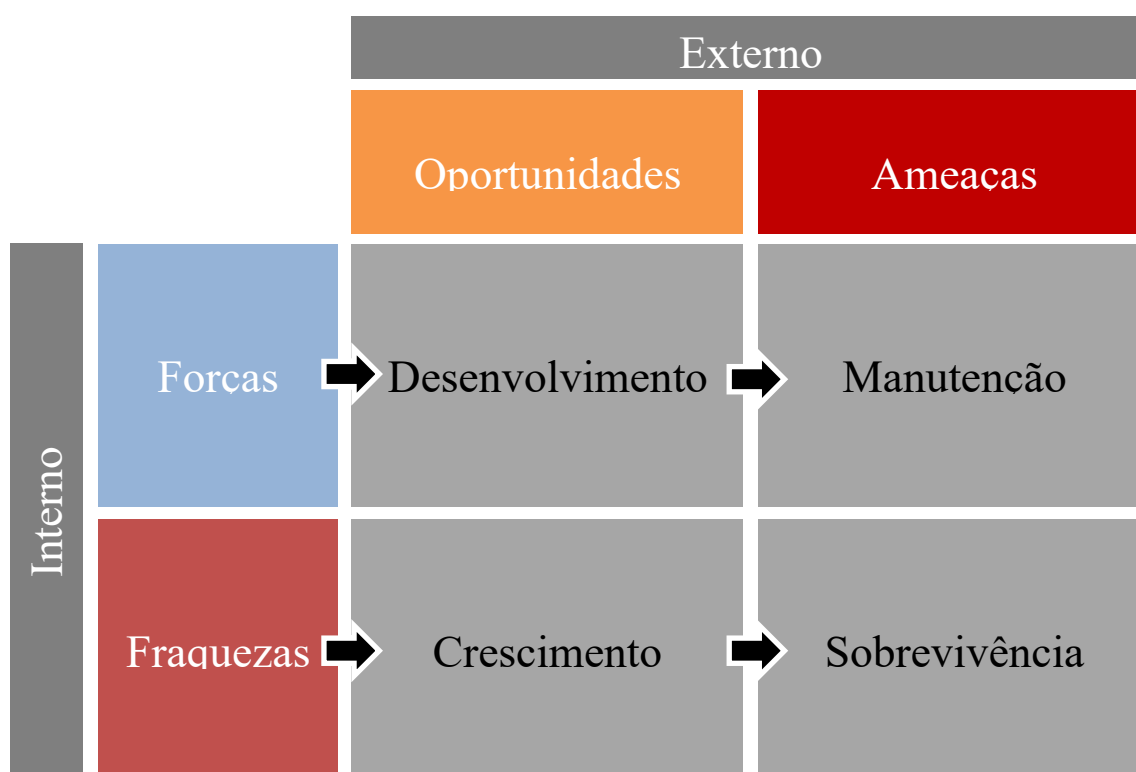 Externo
Oportunidades
Ameaças
Interno
Forças
Desenvolvimento
Manutenção
Fraquezas
Crescimento
Sobrevivência